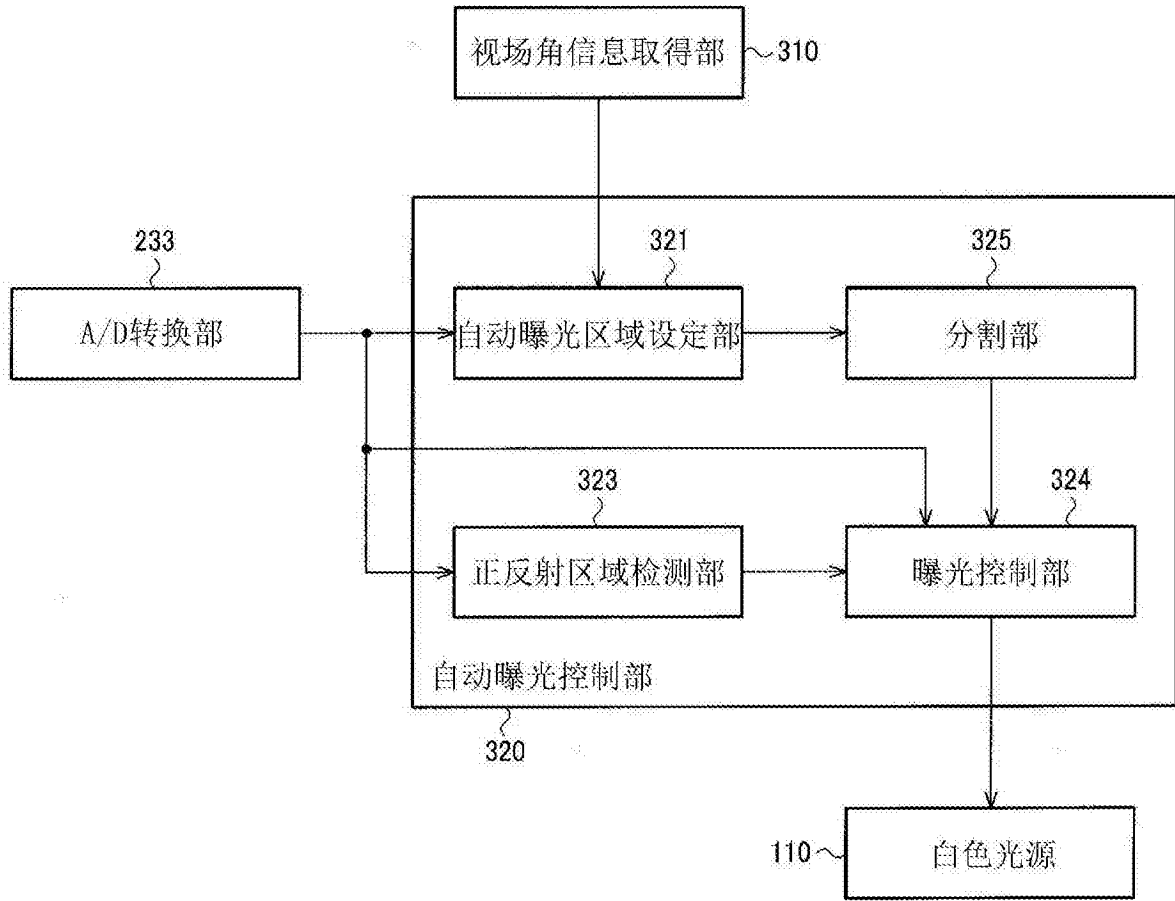 视场角信息取得部
310
233
321
325
A/D转换部
自动曝光区域设定部
分割部
323
324
正反射区域检测部
曝光控制部
自动曝光控制部
320
110
白色光源